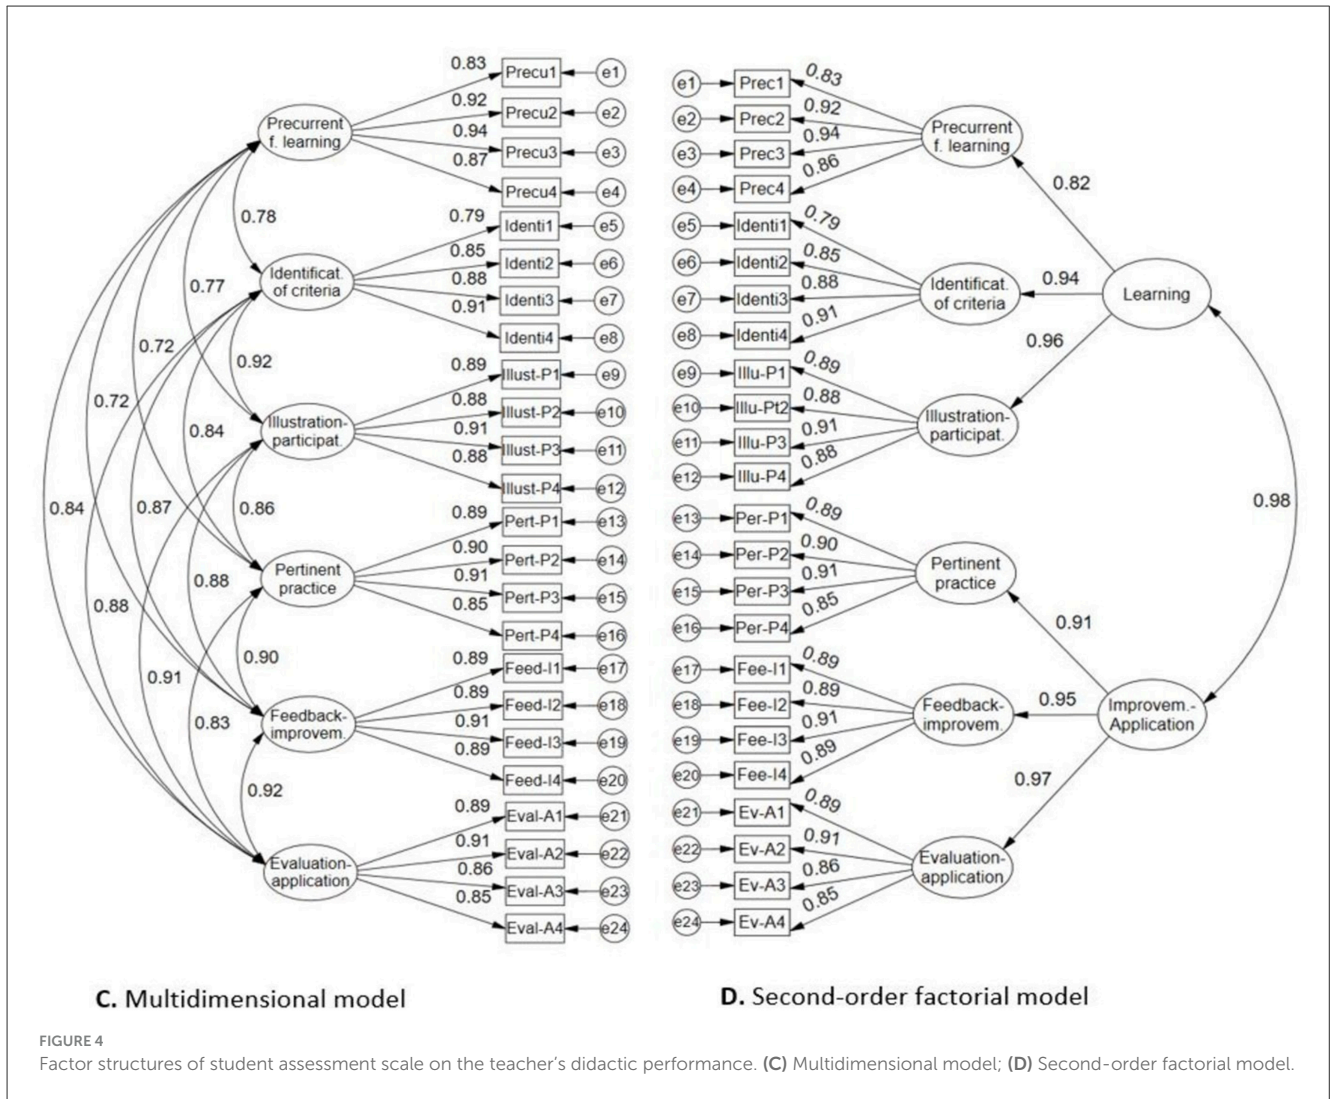 0.83
Precu1
e1
0.92
Precu2
e2
0.94
Precu3
e3
0.87
Precu4
e4
Precurrent
f. learning
0.78
0.79
Identi1
e5
0.85
Identi2
e6
0.88
Identi3
e7
0.91
Identi4
e8
Identificat.
of criteria
0.77
0.72
0.92
0.72
0.89
Illust-P1
e9
0.88
Illust-P2
e10
0.91
Illust-P3
e11
0.88
Illust-P4
e12
Illustration-
participat.
0.84
0.84
0.87
0.86
0.89
Pert-P1
e13
0.90
Pert-P2
e14
0.91
Pert-P3
e15
0.85
Pert-P4
e16
Pertinent
practice
0.88
0.88
0.90
0.91
0.89
Feed-I1
e17
0.89
Feed-I2
e18
0.91
Feed-I3
e19
0.89
Feed-I4
e20
Feedback-
improvem.
0.83
0.92
0.89
Eval-A1
e21
0.91
Eval-A2
e22
0.86
Eval-A3
e23
0.85
Eval-A4
e24
Evaluation-
application
C. Multidimensional model
e1
Prec1
0.83
e2
Prec2
0.92
e3
Prec3
0.94
e4
Prec4
0.86
Precurrent
f. learning
0.82
e5
Identi1
0.79
e6
Identi2
0.85
e7
Identi3
0.88
e8
Identi4
0.91
Identificat.
of criteria
0.94
Learning
0.96
e9
Illu-P1
0.89
e10
Illu-Pt2
0.88
e11
Illu-P3
0.91
e12
Illu-P4
0.88
Illustration-
participat.
0.98
e13
Per-P1
0.89
e14
Per-P2
0.90
e15
Per-P3
0.91
e16
Per-P4
0.85
Pertinent
practice
0.91
e17
Fee-I1
0.89
e18
Fee-I2
0.89
e19
Fee-I3
0.91
e20
Fee-I4
0.89
Feedback-
improvem.
0.95
Improvem.-
Application
0.97
e21
Ev-A1
0.89
e22
Ev-A2
0.91
e23
Ev-A3
0.86
e24
Ev-A4
0.85
Evaluation-
application
D. Second-order factorial model
FIGURE 4
Factor structures of student assessment scale on the teacher's didactic performance. (C) Multidimensional model; (D) Second-order factorial model.